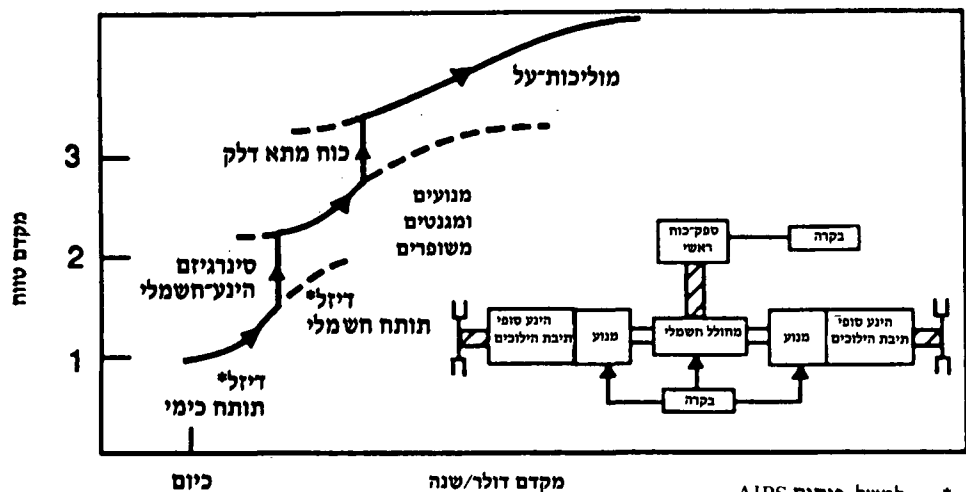 מוליכות־על
3
כוח מתא דלק
מנועים
ומגנטים
משופרים
2
סינרגיזם
הינע־חשמלי
דיזל*
תותח חשמלי
1
דיזל*
תותח כימי
מקדם טווח
כיום
מקדם דולר/שנה
ספק־כוח
ראשי
בקרה
הינע סופי
תיבת הילוכים
מנוע
מחולל חשמלי
מנוע
הינע סופי
תיבת הילוכים
בקרה
* AIPS